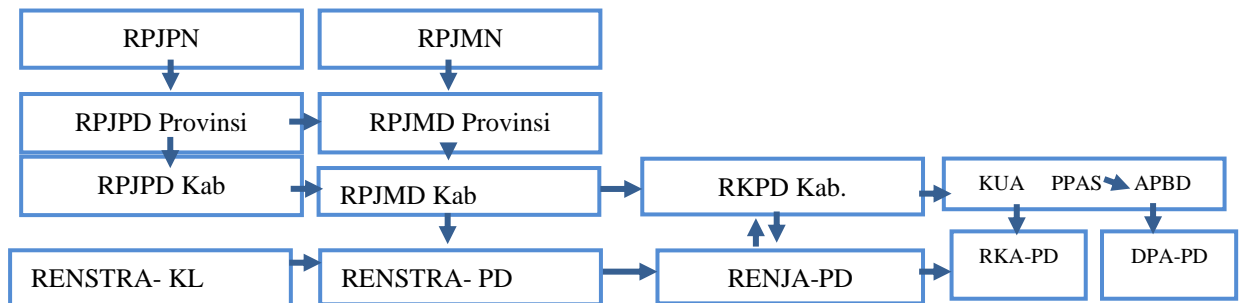 RPJPN
RPJMN
RPJPD Provinsi
RPJMD Provinsi
RPJPD Kab
RPJMD Kab
RKPD Kab.
KUA PPAS APBD
RENSTRA- KL
RENSTRA- PD
RENJA-PD
RKA-PD
DPA-PD